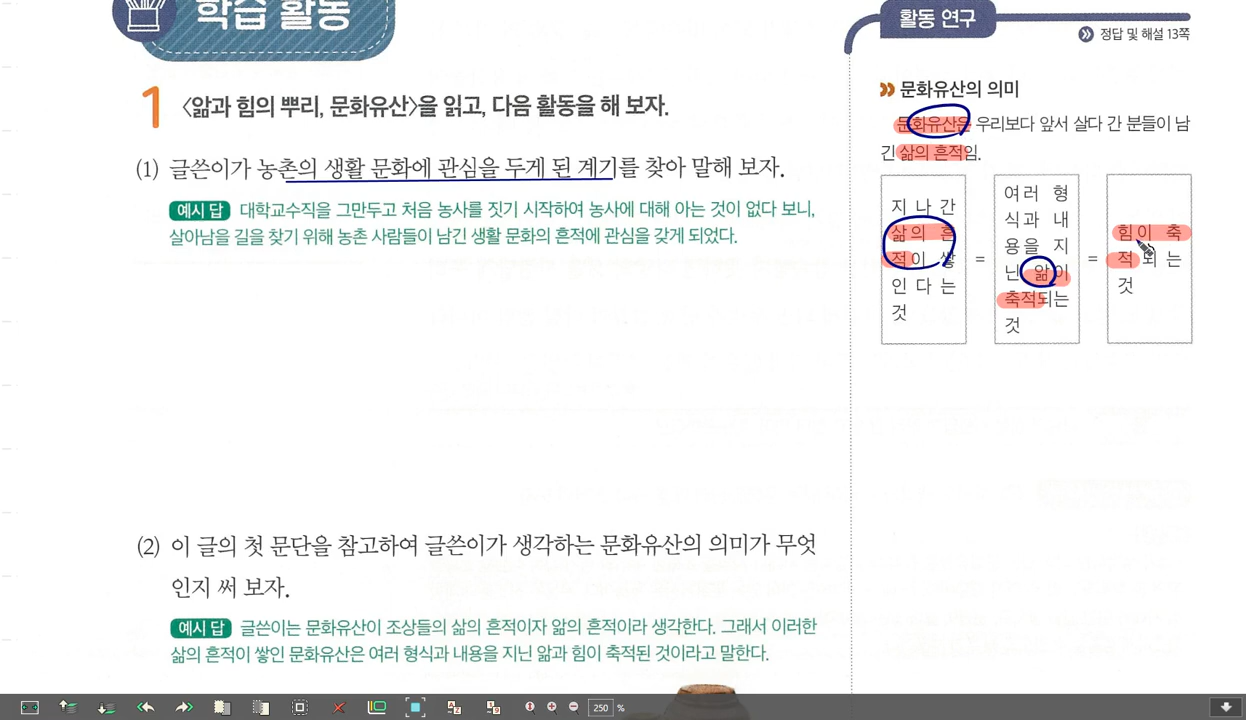 학습 활동
1 <앎과 힘의 뿌리, 문화유산>을 읽고, 다음 활동을 해 보자.
(1) 글쓴이가 농촌의 생활 문화에 관심을 두게 된 계기를 찾아 말해 보자.
예시 답 대학교수직을 그만두고 처음 농사를 짓기 시작하여 농사에 대해 아는 것이 없다 보니,
살아남을 길을 찾기 위해 농촌 사람들이 남긴 생활 문화의 흔적에 관심을 갖게 되었다.
(2) 이 글의 첫 문단을 참고하여 글쓴이가 생각하는 문화유산의 의미가 무엇
인지 써 보자.
예시 답 글쓴이는 문화유산이 조상들의 삶의 흔적이자 앎의 흔적이라 생각한다. 그래서 이러한
삶의 흔적이 쌓인 문화유산은 여러 형식과 내용을 지닌 앎과 힘이 축적된 것이라고 말한다.
활동 연구
정답 및 해설 13쪽
문화유산의 의미
문화유산은 우리보다 앞서 살다 간 분들이 남
긴 삶의 흔적임.
지나간
삶의 흔
적이 쌓
인다는
것
=
여러 형
식과 내
용을 지
닌 앎이
축적되는
것
=
힘이 축
적되는
것
250 %